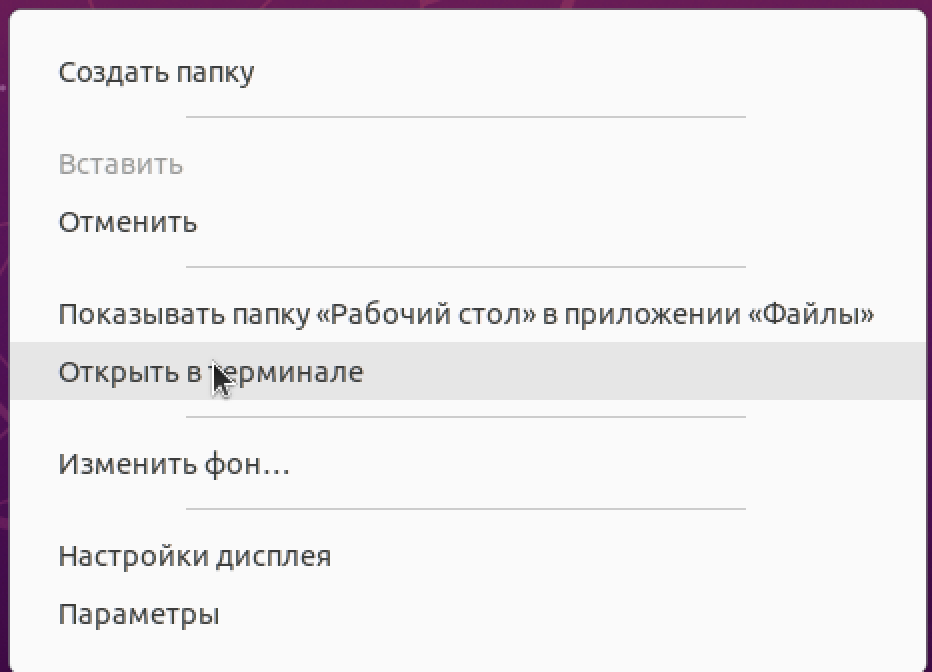 Создать папку
Вставить
Отменить
Показывать папку «Рабочий стол» в приложении «Файлы»
Открыть в терминале
Изменить фон...
Настройки дисплея
Параметры